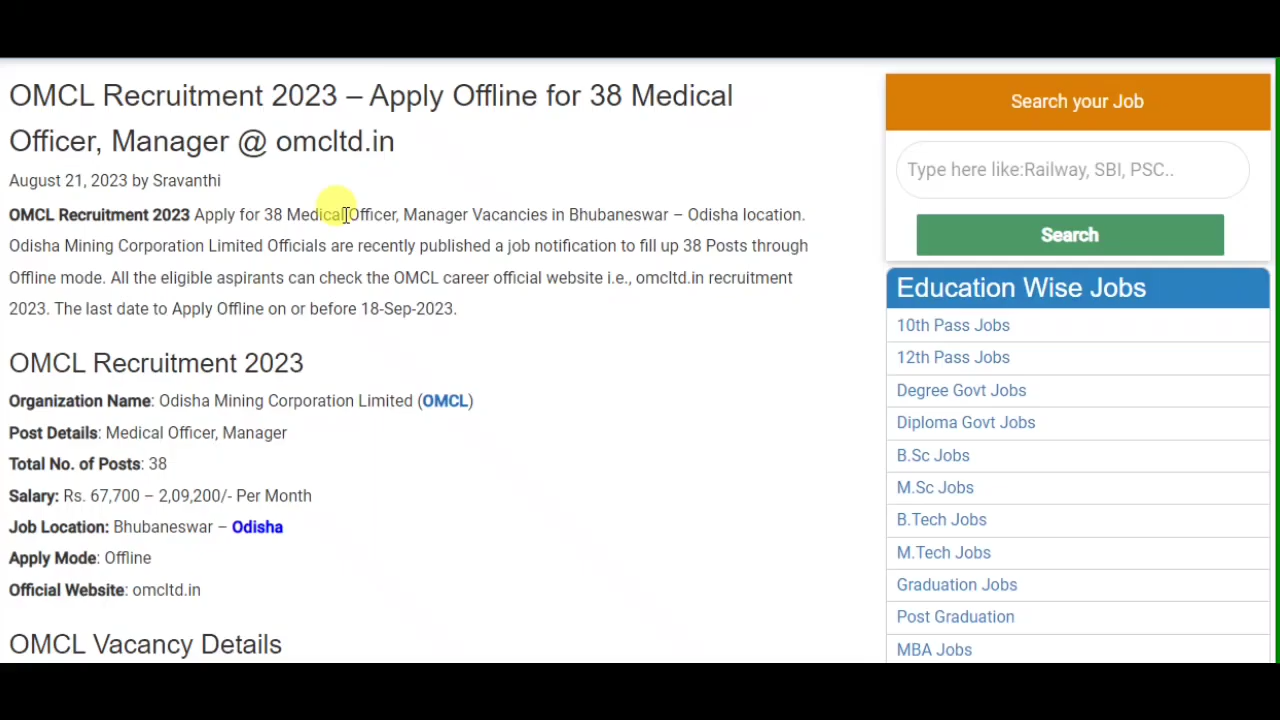 OMCL Recruitment 2023 – Apply Offline for 38 Medical
Officer, Manager @ omcltd.in
August 21, 2023 by Sravanthi
OMCL Recruitment 2023 Apply for 38 Medical Officer, Manager Vacancies in Bhubaneswar – Odisha location.
Odisha Mining Corporation Limited Officials are recently published a job notification to fill up 38 Posts through
Offline mode. All the eligible aspirants can check the OMCL career official website i.e., omcltd.in recruitment
2023. The last date to Apply Offline on or before 18-Sep-2023.
OMCL Recruitment 2023
Organization Name: Odisha Mining Corporation Limited (OMCL)
Post Details: Medical Officer, Manager
Total No. of Posts: 38
Salary: Rs. 67,700 – 2,09,200/- Per Month
Job Location: Bhubaneswar – Odisha
Apply Mode: Offline
Official Website: omcltd.in
OMCL Vacancy Details
Search your Job
Type here like:Railway, SBI, PSC..
Search
Education Wise Jobs
10th Pass Jobs
12th Pass Jobs
Degree Govt Jobs
Diploma Govt Jobs
B.Sc Jobs
M.Sc Jobs
B.Tech Jobs
M.Tech Jobs
Graduation Jobs
Post Graduation
MBA Jobs